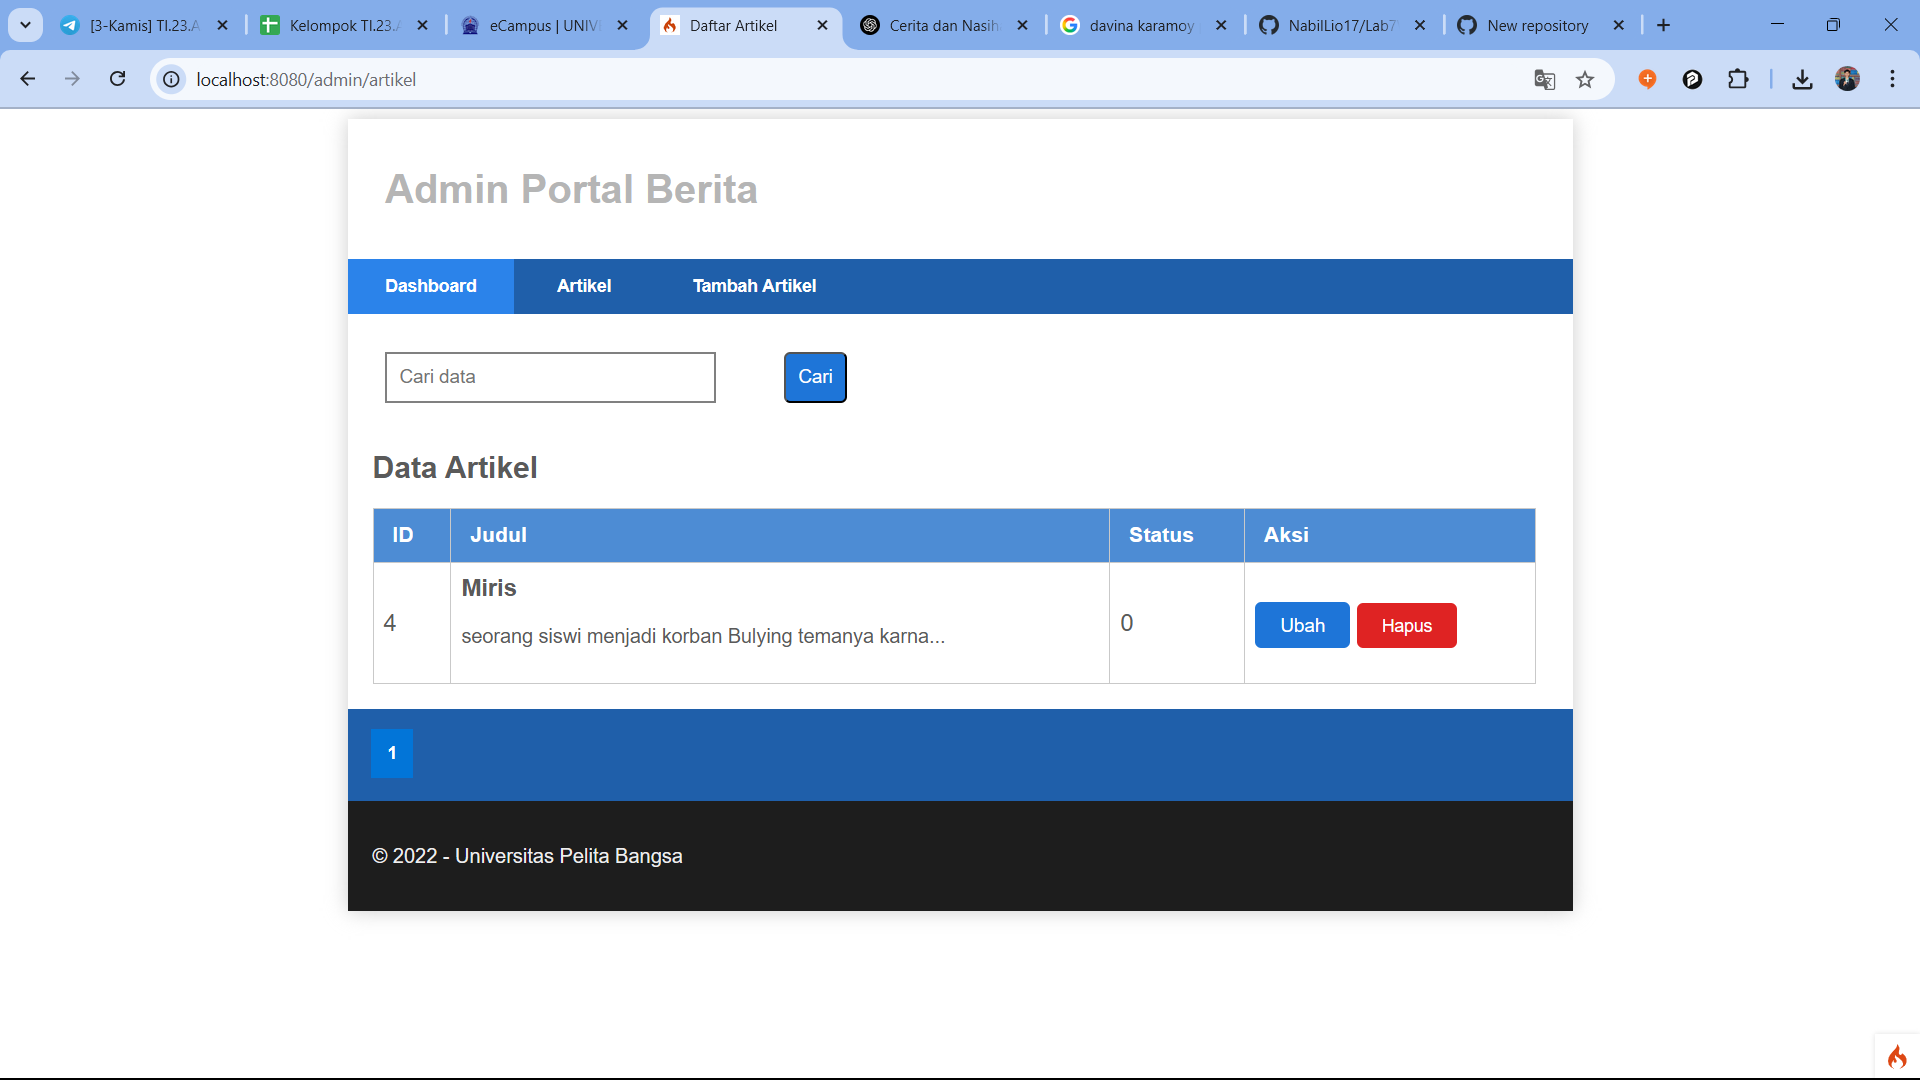 [3-Kamis] TI.23.A
Kelompok TI.23.A
eCampus | UNIV
Daftar Artikel
Cerita dan Nasih
davina karamoy
NabilLio17/Lab7
New repository
localhost:8080/admin/artikel
Admin Portal Berita
Dashboard Artikel Tambah Artikel
Cari data Cari
Data Artikel
ID Judul Status Aksi
Miris
4 seorang siswi menjadi korban Bulying temanya karna... 0 Ubah Hapus
1
© 2022 - Universitas Pelita Bangsa